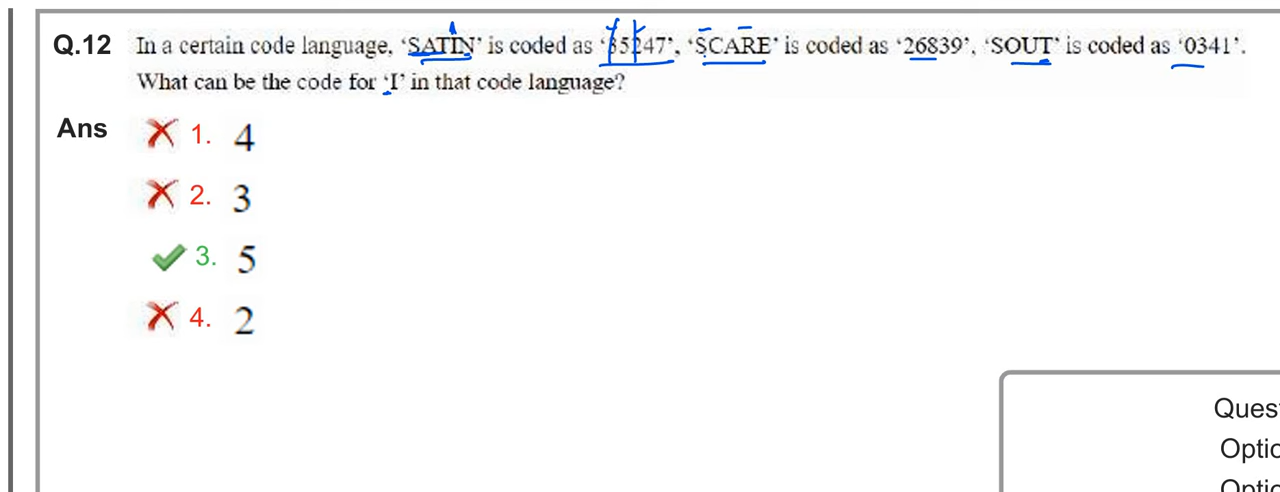 Q.12 In a certain code language, ‘SATIN’ is coded as ‘35247’, ‘SCARE’ is coded as ‘26839’, ‘SOUT’ is coded as ‘0341’.
What can be the code for ‘I’ in that code language?
Ans 1. 4
2. 3
3. 5
4. 2